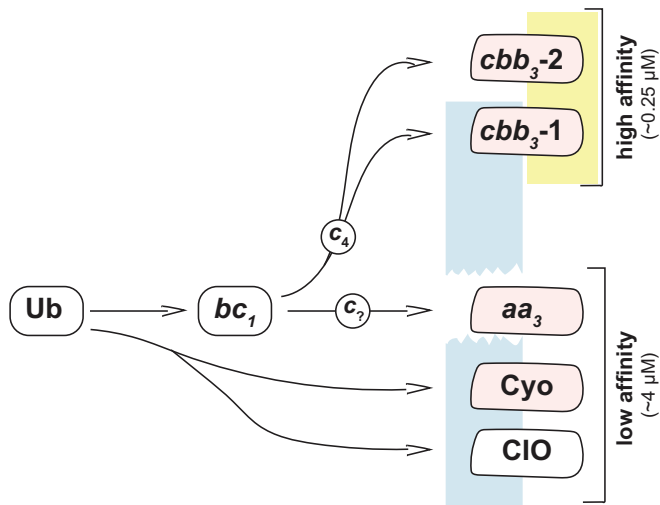 cbb3-2
cbb3-1
high affinity
(~0.25 µM)
c4
Ub
bc1
c?
aa3
Cyo
CIO
low affinity
(~4 µM)